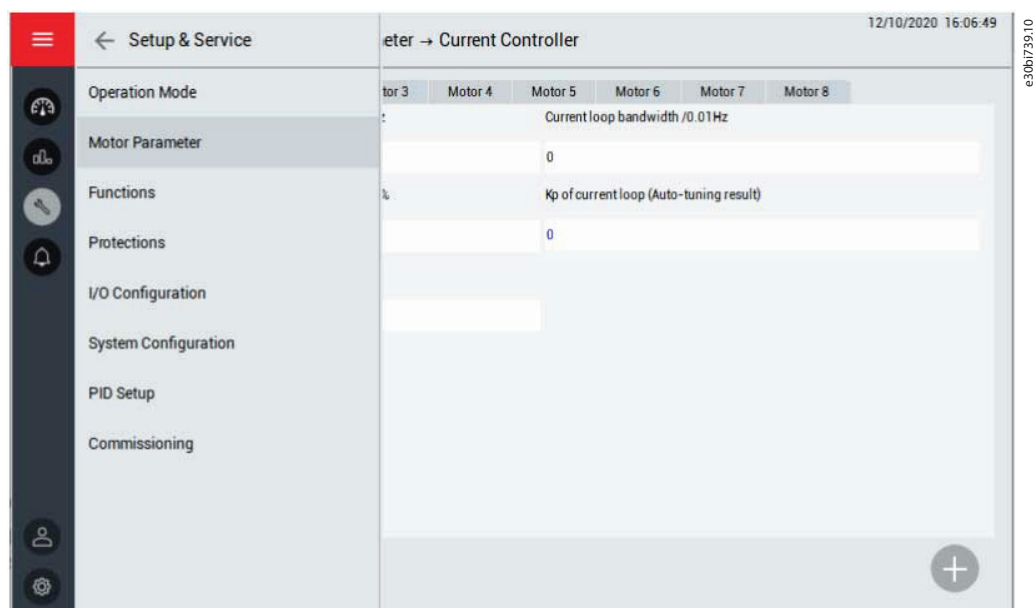 12/10/2020 16:06:49
Setup & Service
eter → Current Controller
Operation Mode
Motor Parameter
Functions
Protections
I/O Configuration
System Configuration
PID Setup
Commissioning
tor 3 Motor 4 Motor 5 Motor 6 Motor 7 Motor 8
Current loop bandwidth /0.01Hz
0
%
Kp of current loop (Auto-tuning result)
0
e30bi739.10